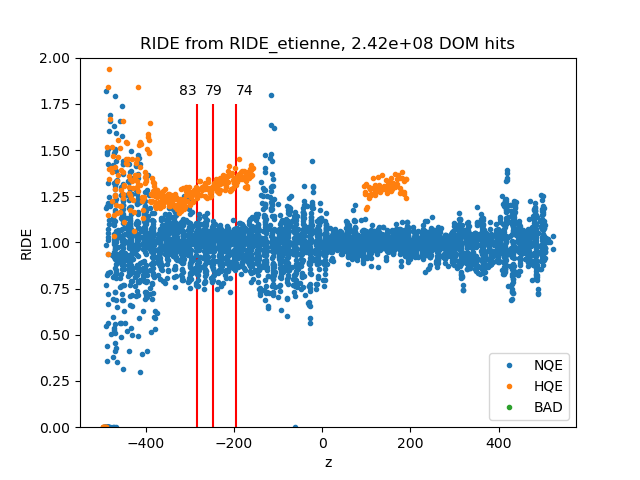 RIDE from RIDE_etienne, 2.42e+08 DOM hits
2.00
1.75
1.50
1.25
1.00
0.75
0.50
0.25
0.00
RIDE
83 79 74
NQE
HQE
BAD
−400 −200 0 200 400
z